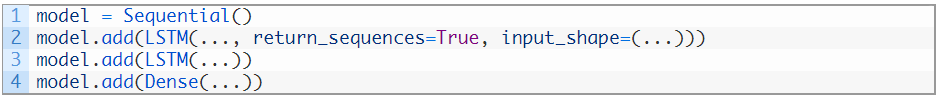 1 model = Sequential()
2 model.add(LSTM(..., return_sequences=True, input_shape=(...)))
3 model.add(LSTM(...))
4 model.add(Dense(...))